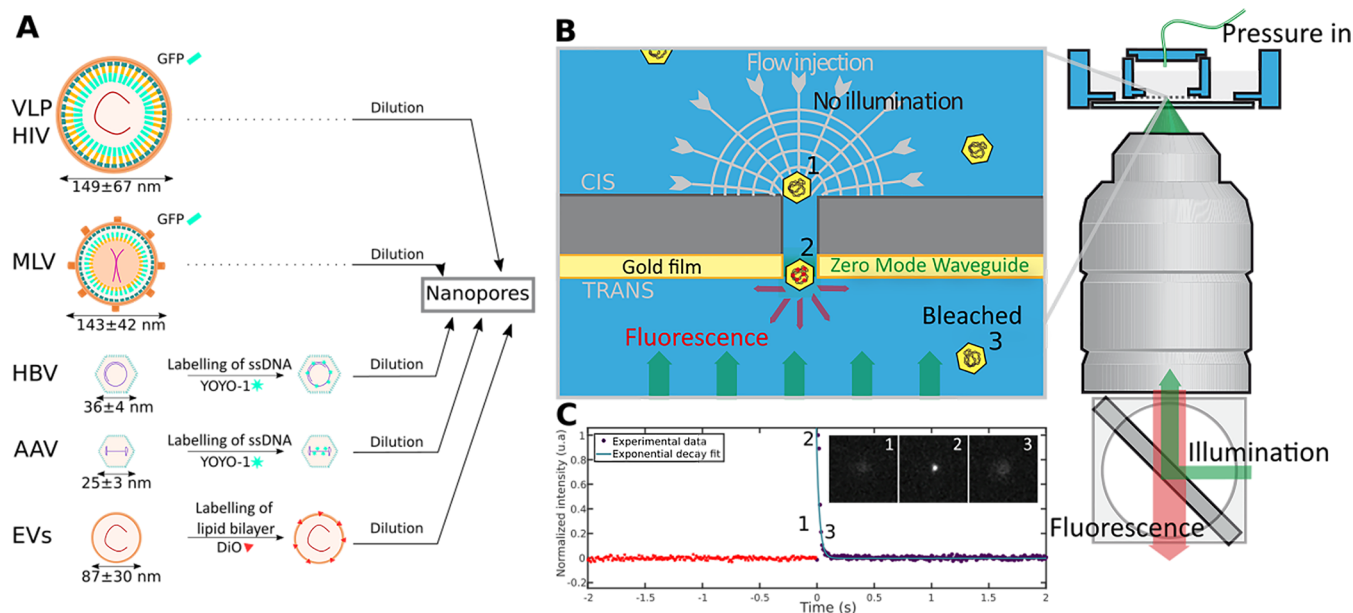 A
GFP
VLP
HIV
Dilution
149±67 nm
GFP
MLV
Dilution
143±42 nm
Nanopores
HBV
Labelling of ssDNA
YOYO-1
Dilution
36±4 nm
AAV
Labelling of ssDNA
YOYO-1
Dilution
25±3 nm
EVs
Labelling of
lipid bilayer
DiO
Dilution
87±30 nm
B
Flow injection
No illumination
1
CIS
2
Gold film
Zero Mode Waveguide
TRANS
Bleached
3
Fluorescence
Pressure in
Illumination
Fluorescence
C
Normalized intensity (u.a)
1
0.8
0.6
0.4
0.2
0
-0.2
Experimental data
Exponential decay fit
2
1
2
3
1
3
-2
-1.5
-1
-0.5
0
0.5
1
1.5
2
Time (s)